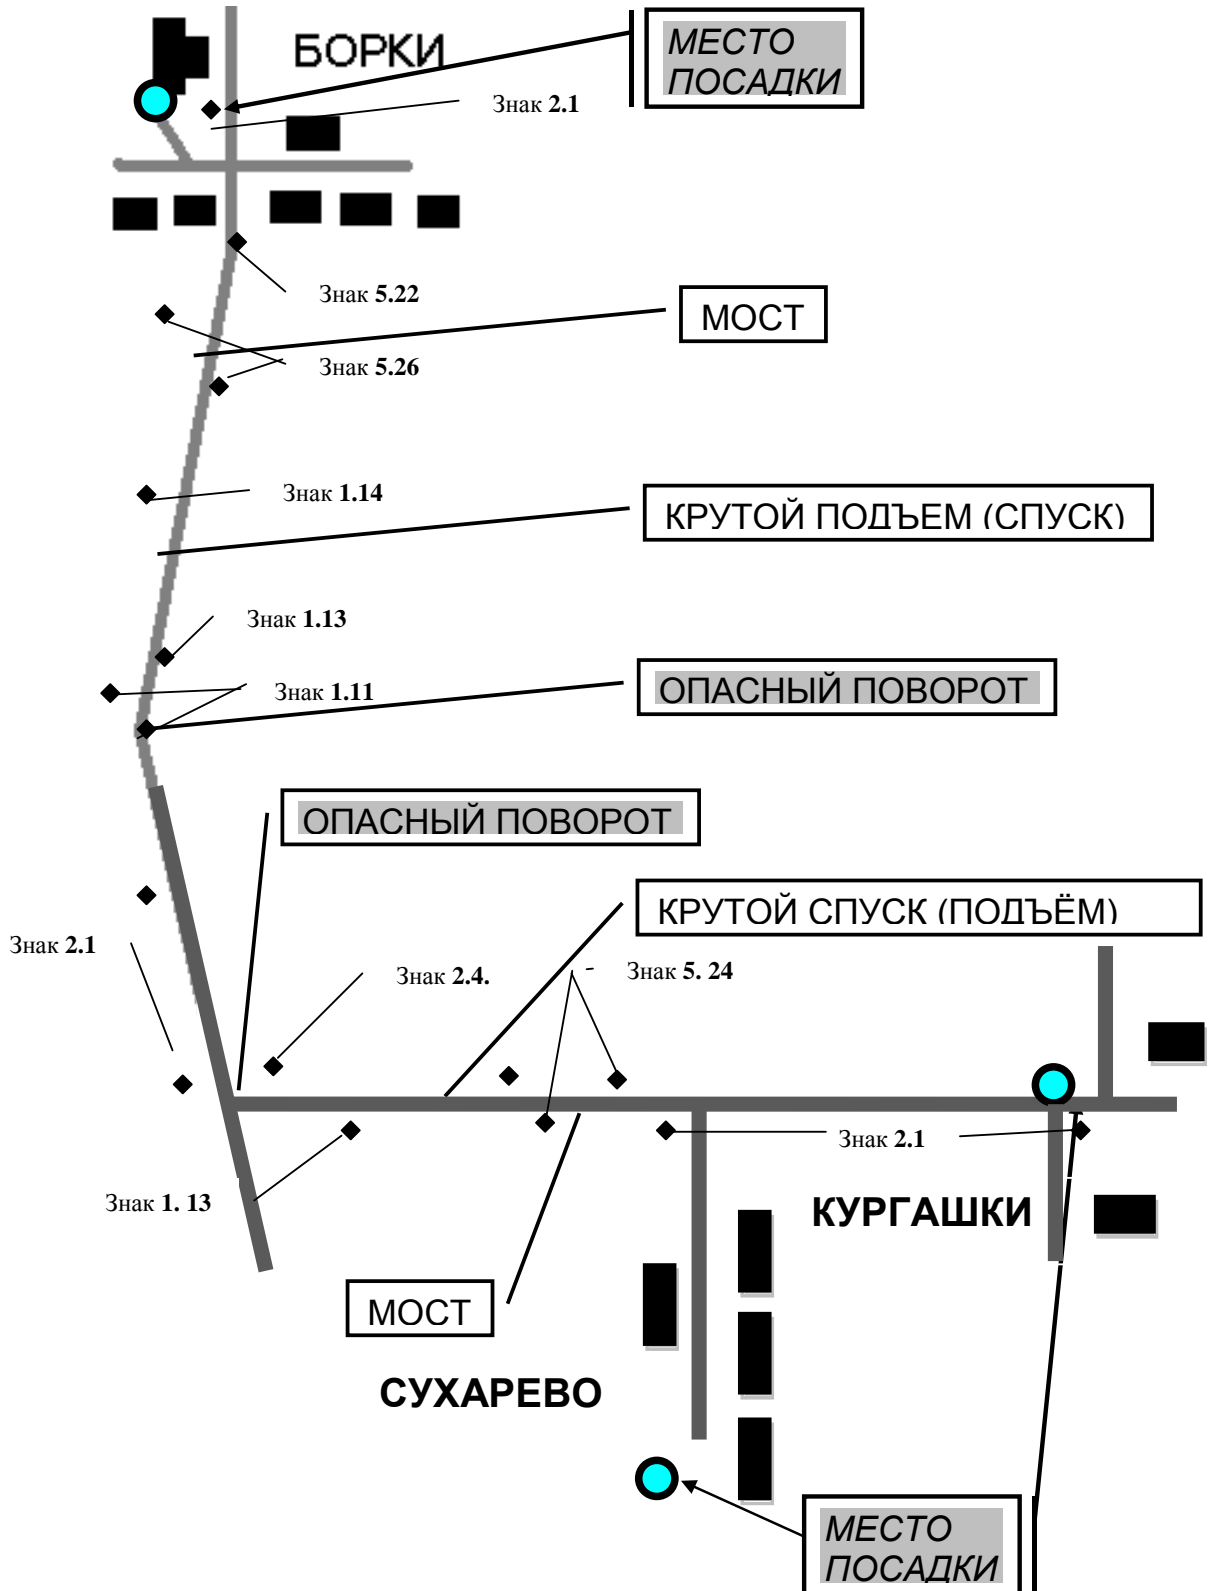 БОРКИ
МЕСТО
ПОСАДКИ
Знак 2.1
Знак 5.22
МОСТ
Знак 5.26
Знак 1.14
КРУТОЙ ПОДЪЕМ (СПУСК)
Знак 1.13
Знак 1.11
ОПАСНЫЙ ПОВОРОТ
ОПАСНЫЙ ПОВОРОТ
КРУТОЙ СПУСК (ПОДЪЁМ)
Знак 2.1
Знак 2.4.
Знак 5. 24
Знак 2.1
Знак 1. 13
КУРГАШКИ
МОСТ
СУХАРЕВО
МЕСТО
ПОСАДКИ